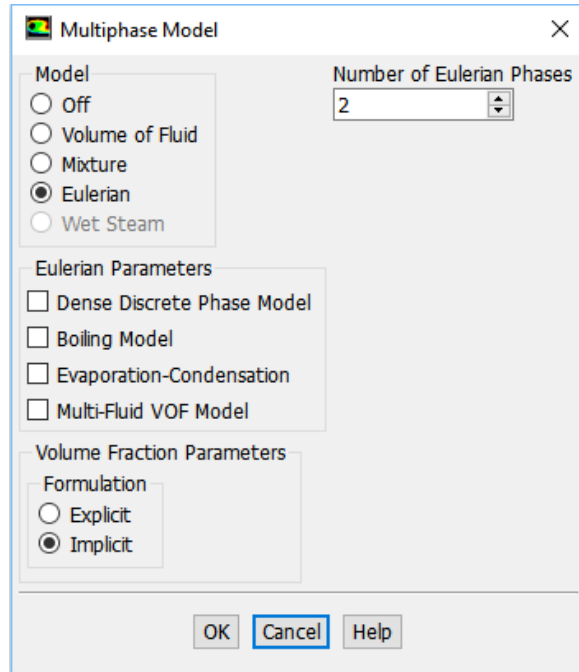 Multiphase Model
Model
Off
Volume of Fluid
Mixture
Eulerian
Wet Steam
Number of Eulerian Phases
2
Eulerian Parameters
Dense Discrete Phase Model
Boiling Model
Evaporation-Condensation
Multi-Fluid VOF Model
Volume Fraction Parameters
Formulation
Explicit
Implicit
OK Cancel Help